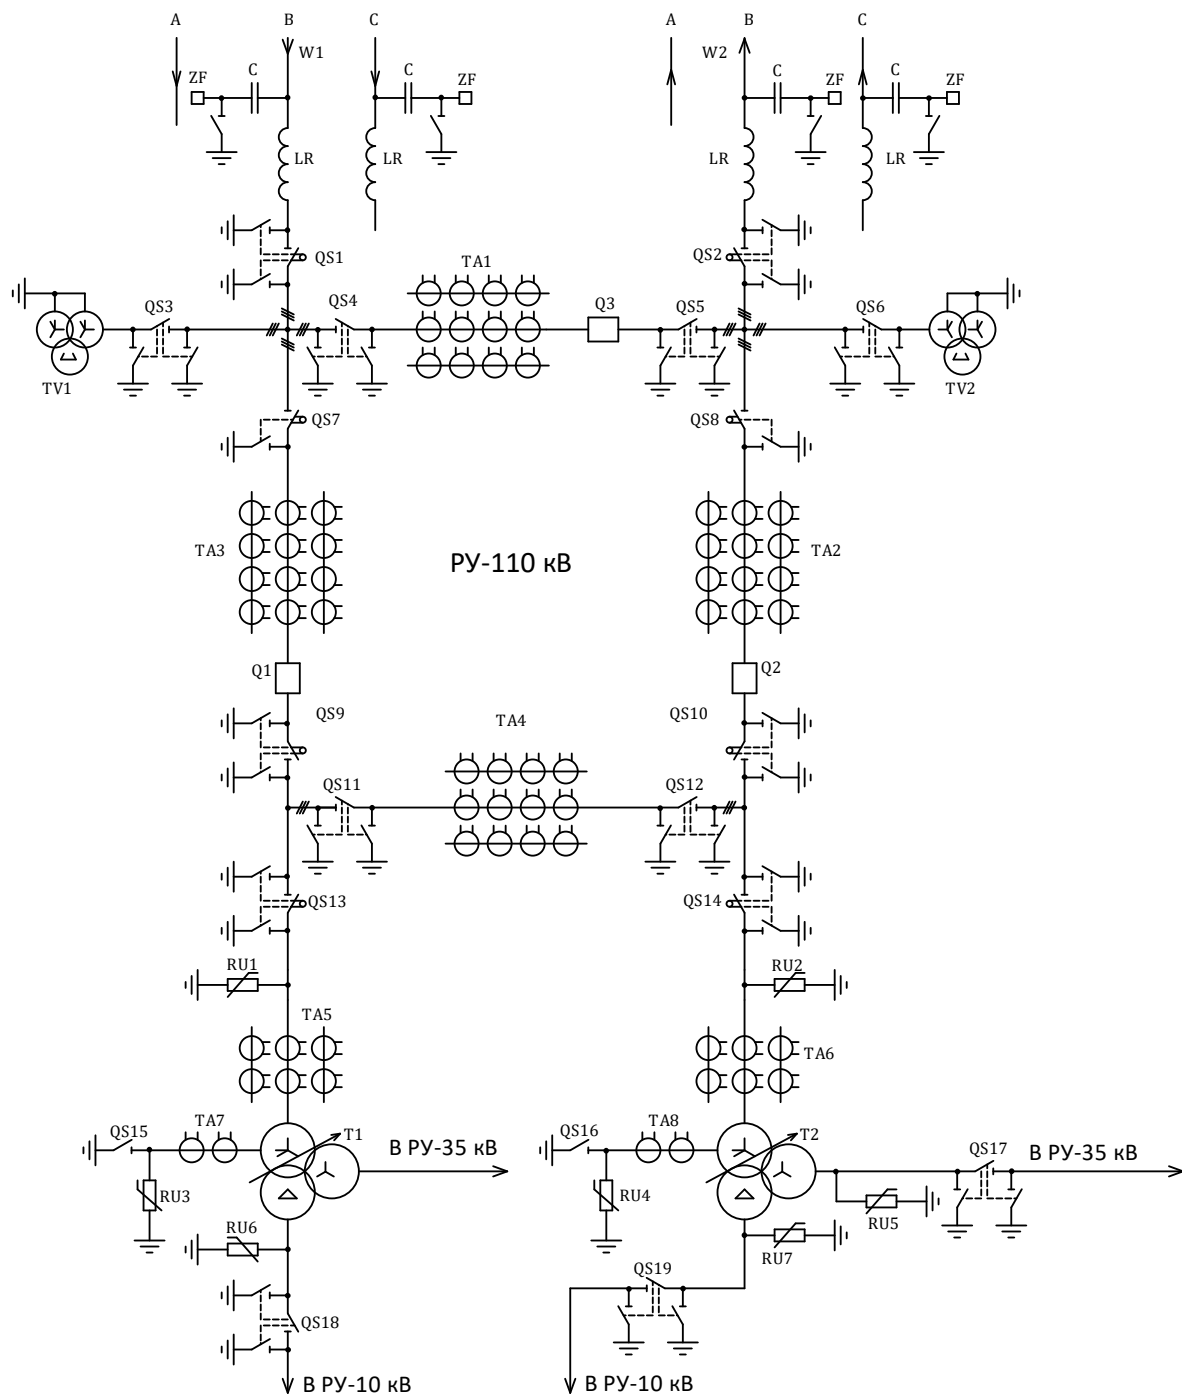 A B C A B C
W1 W2
ZF C C ZF C ZF C ZF
LR LR LR LR
QS1 TA1 QS2
QS3 QS4 Q3 QS5 QS6
TV1 TV2
QS7 QS8
TA3 РУ-110 кВ TA2
Q1 Q2
QS9 TA4 QS10
QS11 QS12
QS13 QS14
RU1 RU2
TA5
TA6
QS15 TA7 T1 QS16 TA8 T2 QS17
В РУ-35 кВ В РУ-35 кВ
RU3 RU4 RU5
RU6 RU7
QS19
QS18
В РУ-10 кВ В РУ-10 кВ